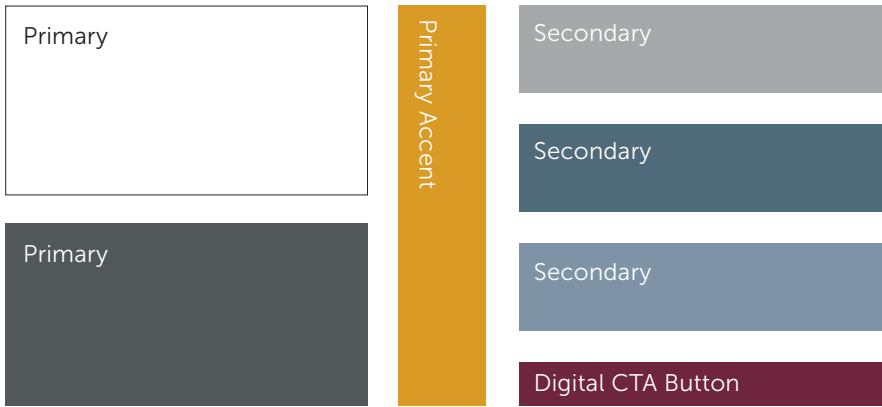 Primary
Primary
Primary Accent
Secondary
Secondary
Secondary
Digital CTA Button